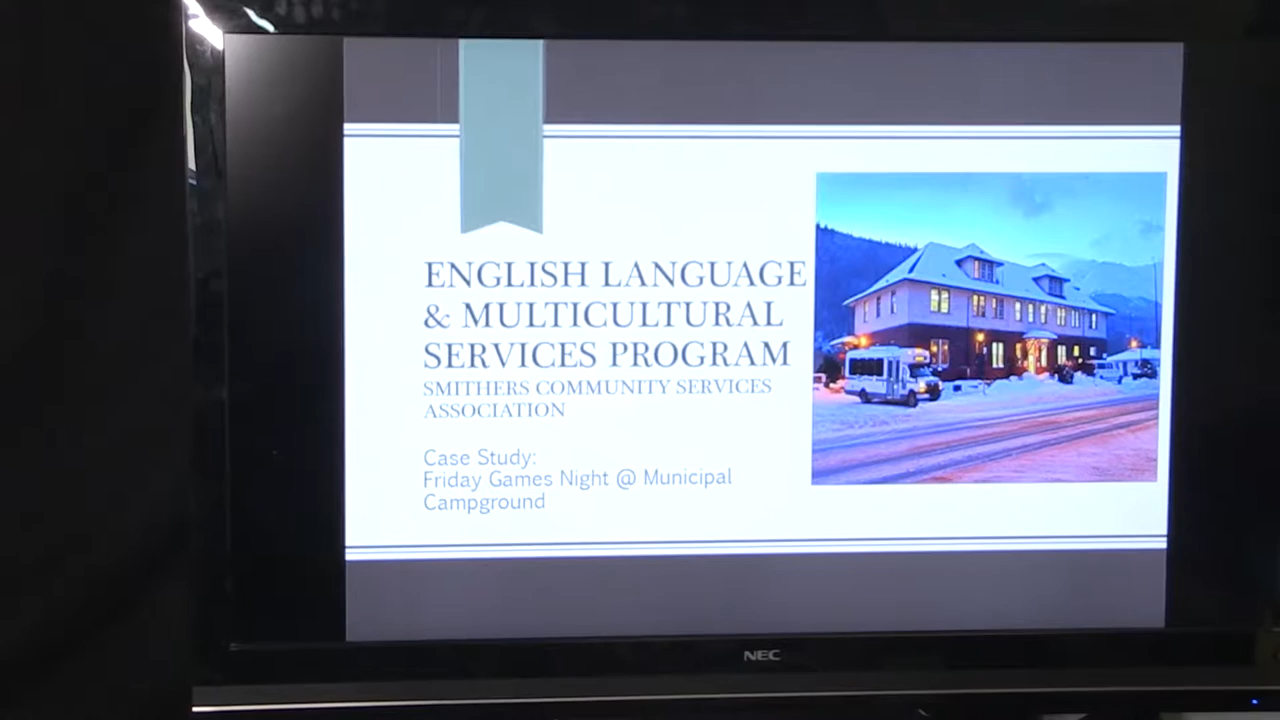 ENGLISH LANGUAGE
& MULTICULTURAL
SERVICES PROGRAM
SMITHERS COMMUNITY SERVICES
ASSOCIATION
Case Study:
Friday Games Night @ Municipal
Campground
NEC